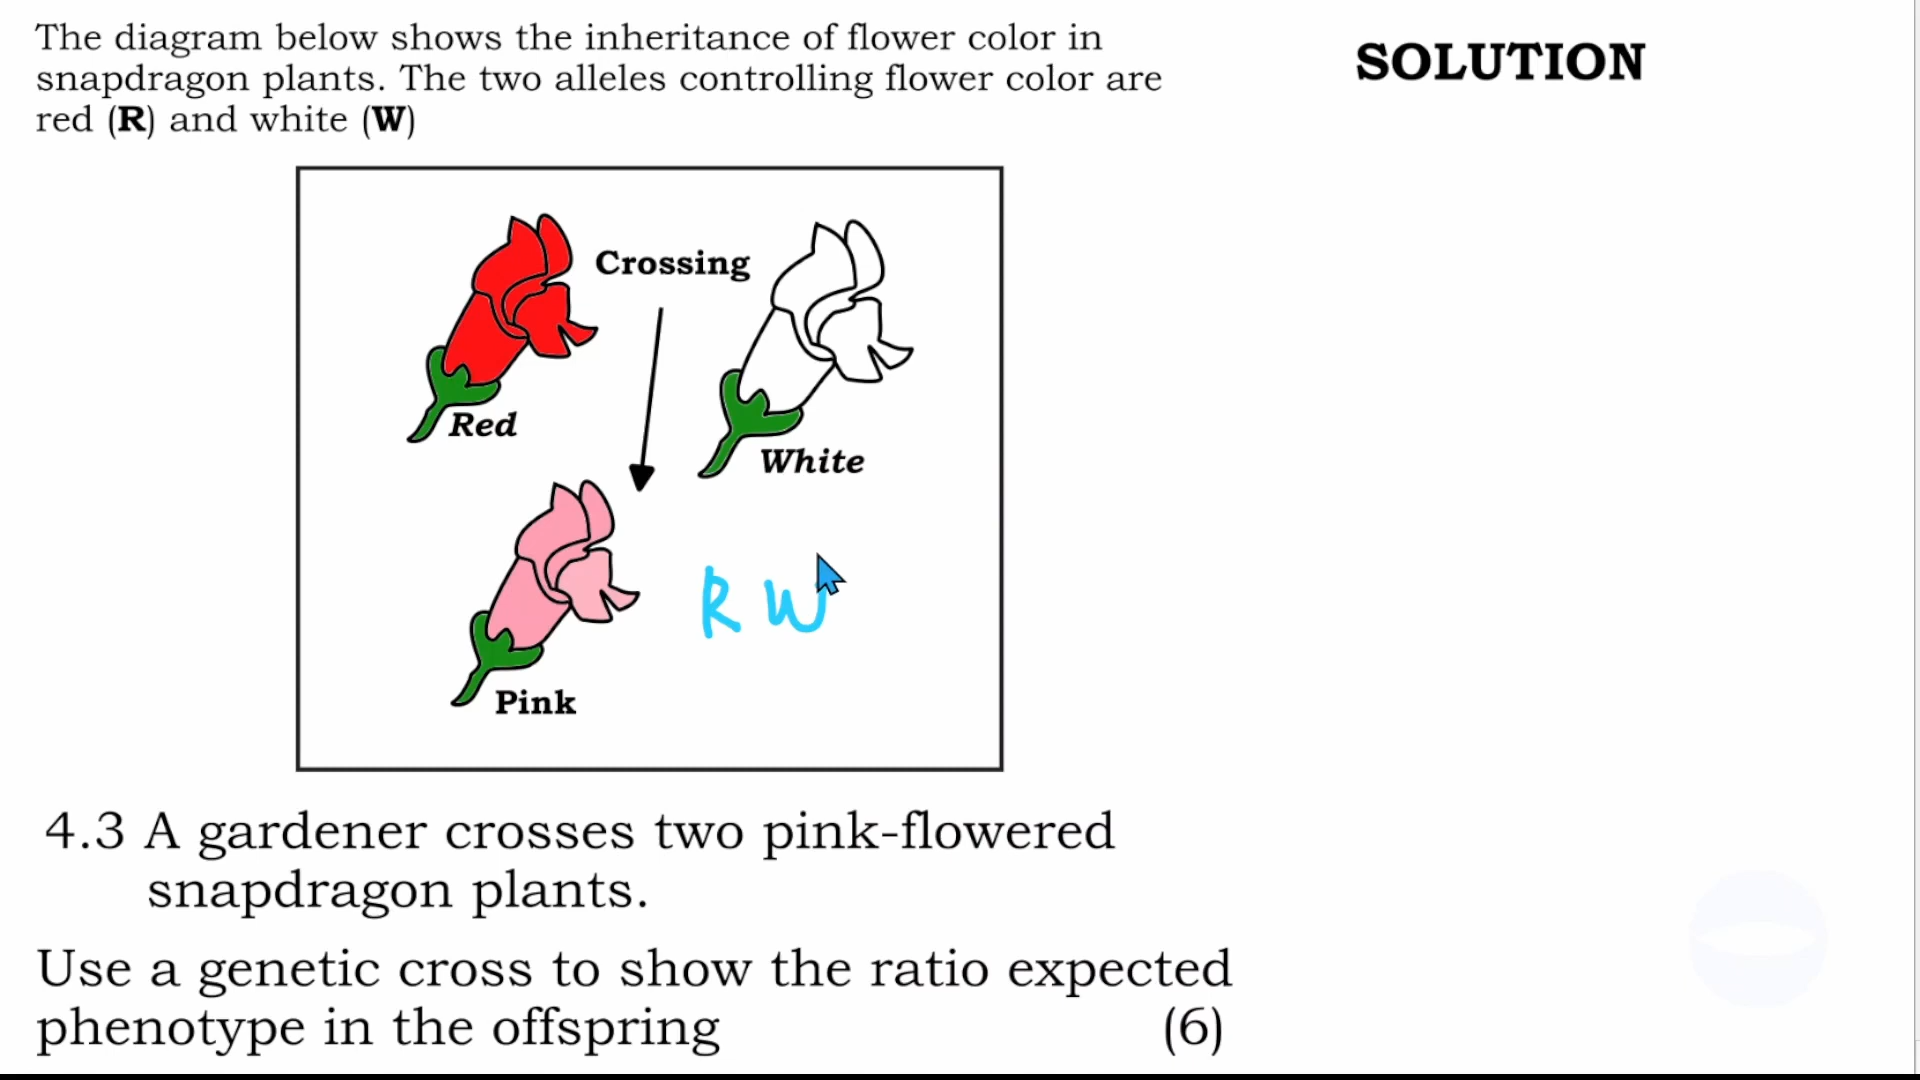 The diagram below shows the inheritance of flower color in
snapdragon plants. The two alleles controlling flower color are
red (R) and white (W)
SOLUTION
Crossing
Red
White
R W
Pink
4.3 A gardener crosses two pink-flowered
snapdragon plants.
Use a genetic cross to show the ratio expected
phenotype in the offspring (6)